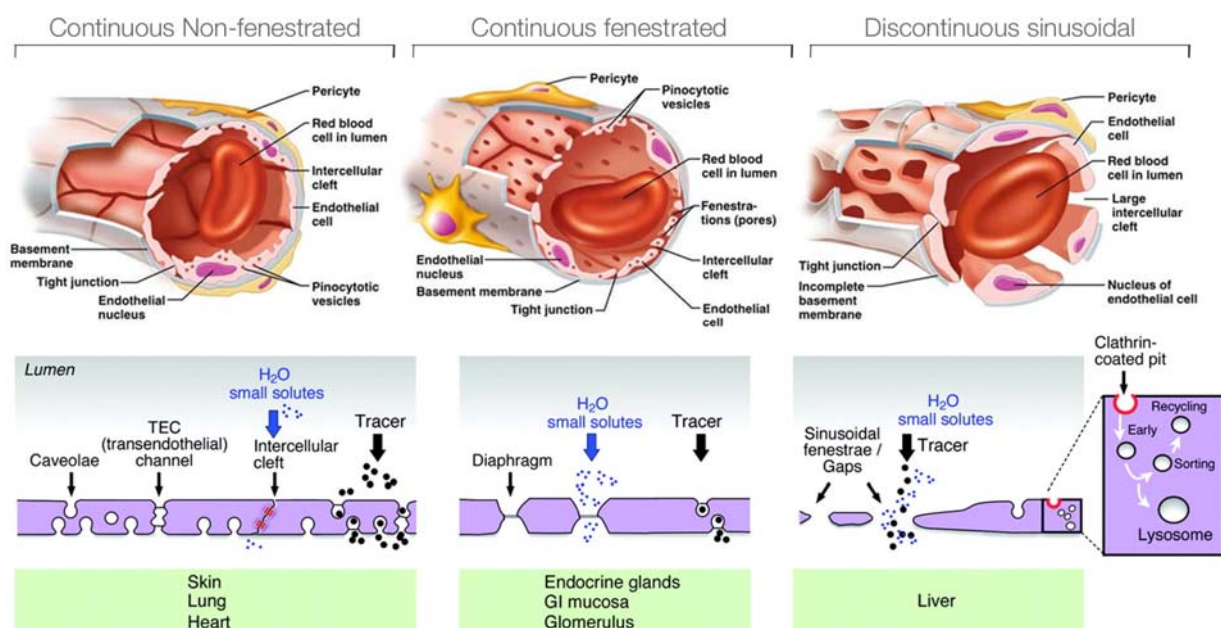 Continuous Non-fenestrated
Continuous fenestrated
Discontinuous sinusoidal
Pericyte
Red blood
cell in lumen
Intercellular
cleft
Endothelial
cell
Basement
membrane
Tight junction
Endothelial
nucleus
Pinocytotic
vesicles
Pericyte
Pinocytotic
vesicles
Red blood
cell in lumen
Fenestra-
tions (pores)
Intercellular
cleft
Endothelial
nucleus
Basement membrane
Tight junction
Endothelial
cell
Pericyte
Endothelial
cell
Red blood
cell in lumen
Large
intercellular
cleft
Tight junction
Incomplete
basement
membrane
Nucleus of
endothelial cell
Lumen
H₂O
small solutes
Tracer
TEC
(transendothelial)
channel
Intercellular
cleft
Caveolae
Skin
Lung
Heart
H₂O
small solutes
Tracer
Diaphragm
Endocrine glands
GI mucosa
Glomerulus
H₂O
small solutes
Tracer
Sinusoidal
fenestrae /
Gaps
Liver
Clathrin-
coated pit
Recycling
Early
Sorting
Lysosome